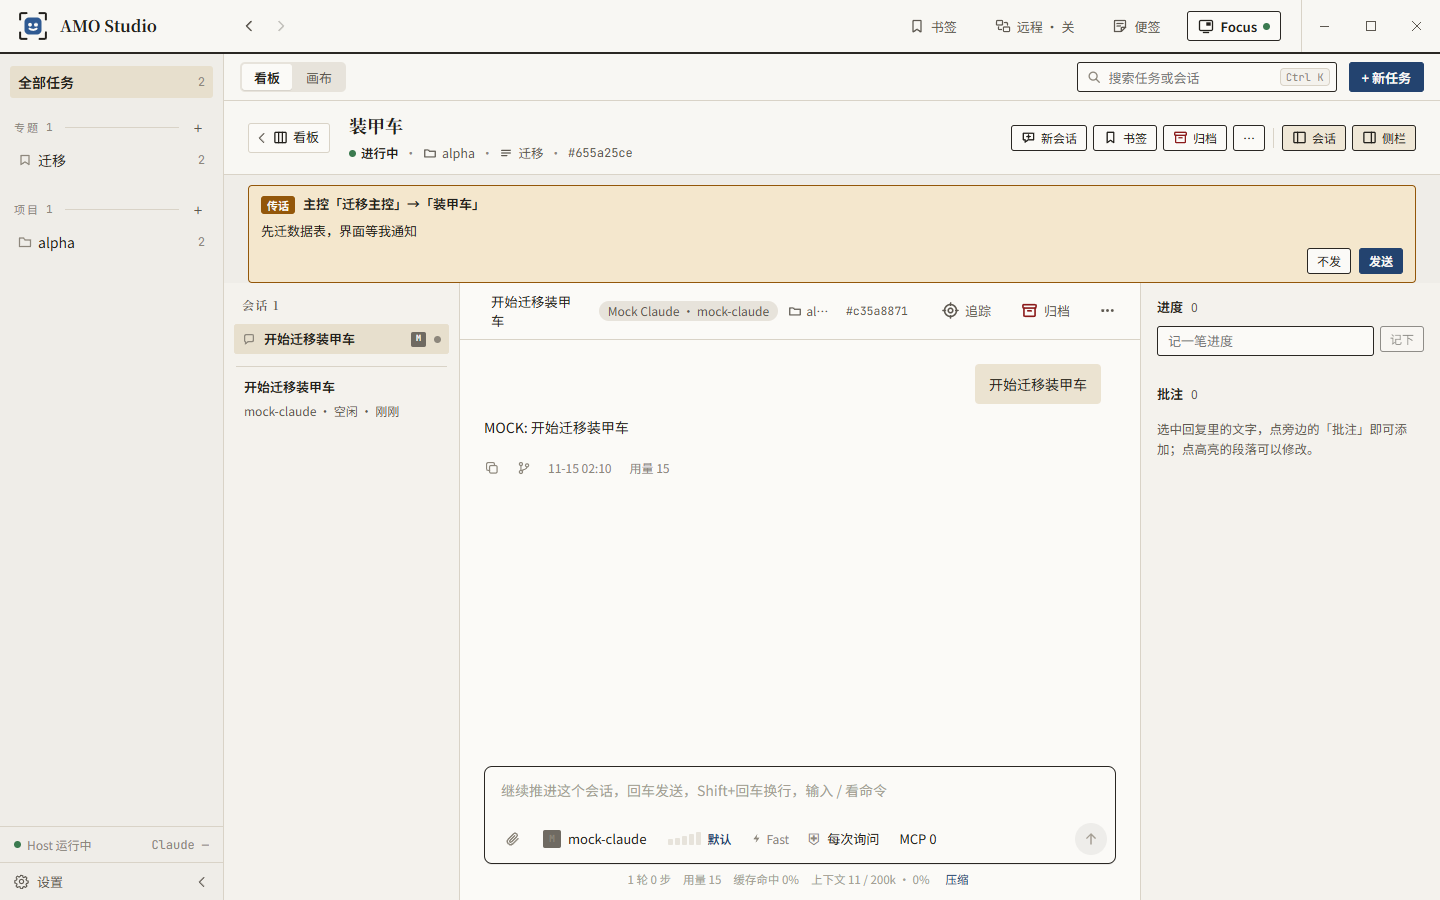 AMO Studio
书签
远程 · 关
便签
Focus
全部任务 2
专题 1
+
迁移 2
项目 1
+
alpha 2
Host 运行中
Claude —
设置
看板
画布
搜索任务或会话
Ctrl K
+ 新任务
看板
装甲车
进行中 · alpha · 迁移 · #655a25ce
新会话
书签
归档
···
会话
侧栏
传话 主控「迁移主控」→「装甲车」
先迁数据表，界面等我通知
不发
发送
会话 1
开始迁移装甲车 M
开始迁移装甲车
mock-claude · 空闲 · 刚刚
开始迁移装甲
车
Mock Claude · mock-claude
al···
#c35a8871
追踪
归档
···
开始迁移装甲车
MOCK: 开始迁移装甲车
11-15 02:10 用量 15
继续推进这个会话，回车发送，Shift+回车换行，输入 / 看命令
M mock-claude
默认
Fast
每次询问
MCP 0
1 轮 0 步 用量 15 缓存命中 0% 上下文 11 / 200k · 0% 压缩
进度 0
记一笔进度
记下
批注 0
选中回复里的文字，点旁边的「批注」即可添
加；点高亮的段落可以修改。